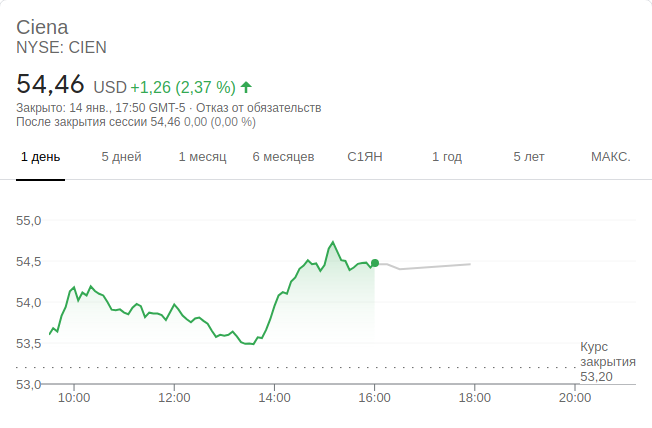 Ciena
NYSE: CIEN
54,46 USD +1,26 (2,37 %)
Закрыто: 14 янв., 17:50 GMT-5 · Отказ от обязательств
После закрытия сессии 54,46 0,00 (0,00 %)
1 день 5 дней 1 месяц 6 месяцев С1ЯН 1 год 5 лет МАКС.
55,0
54,5
54,0
53,5
Курс
закрытия
53,20
53,0
10:00 12:00 14:00 16:00 18:00 20:00